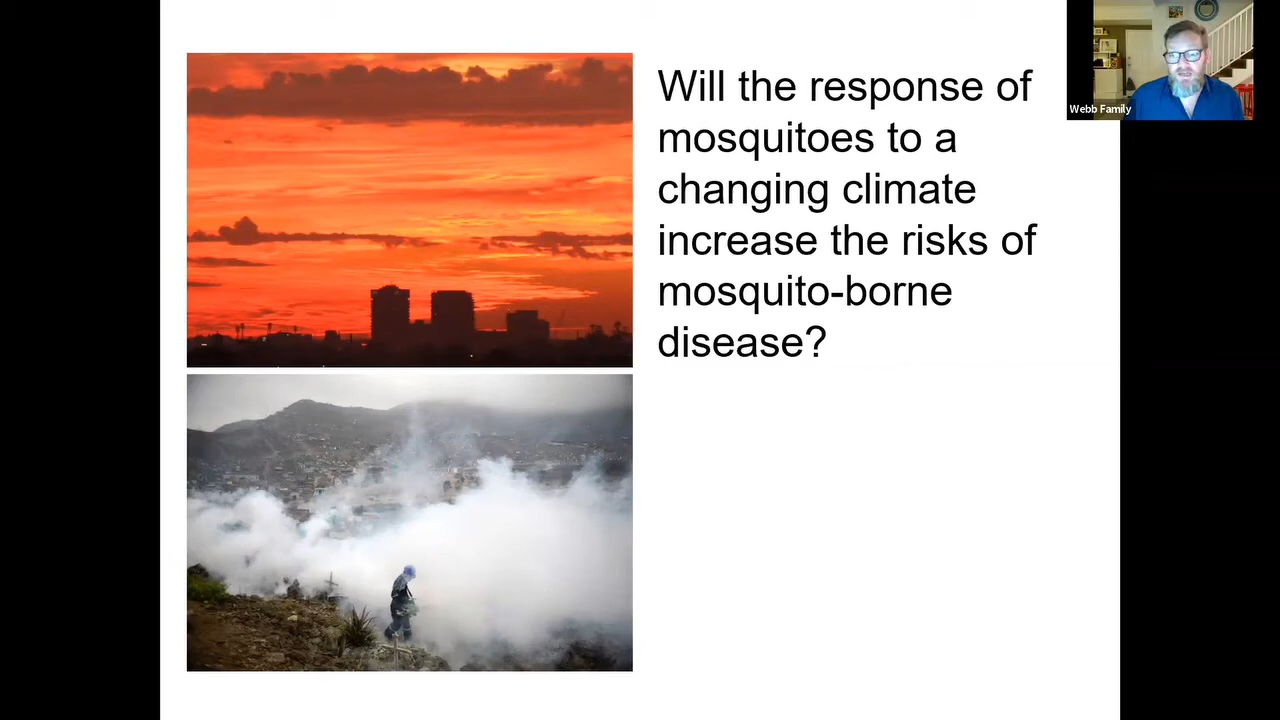 Will the response of
mosquitoes to a
changing climate
increase the risks of
mosquito-borne
disease?
Webb Family